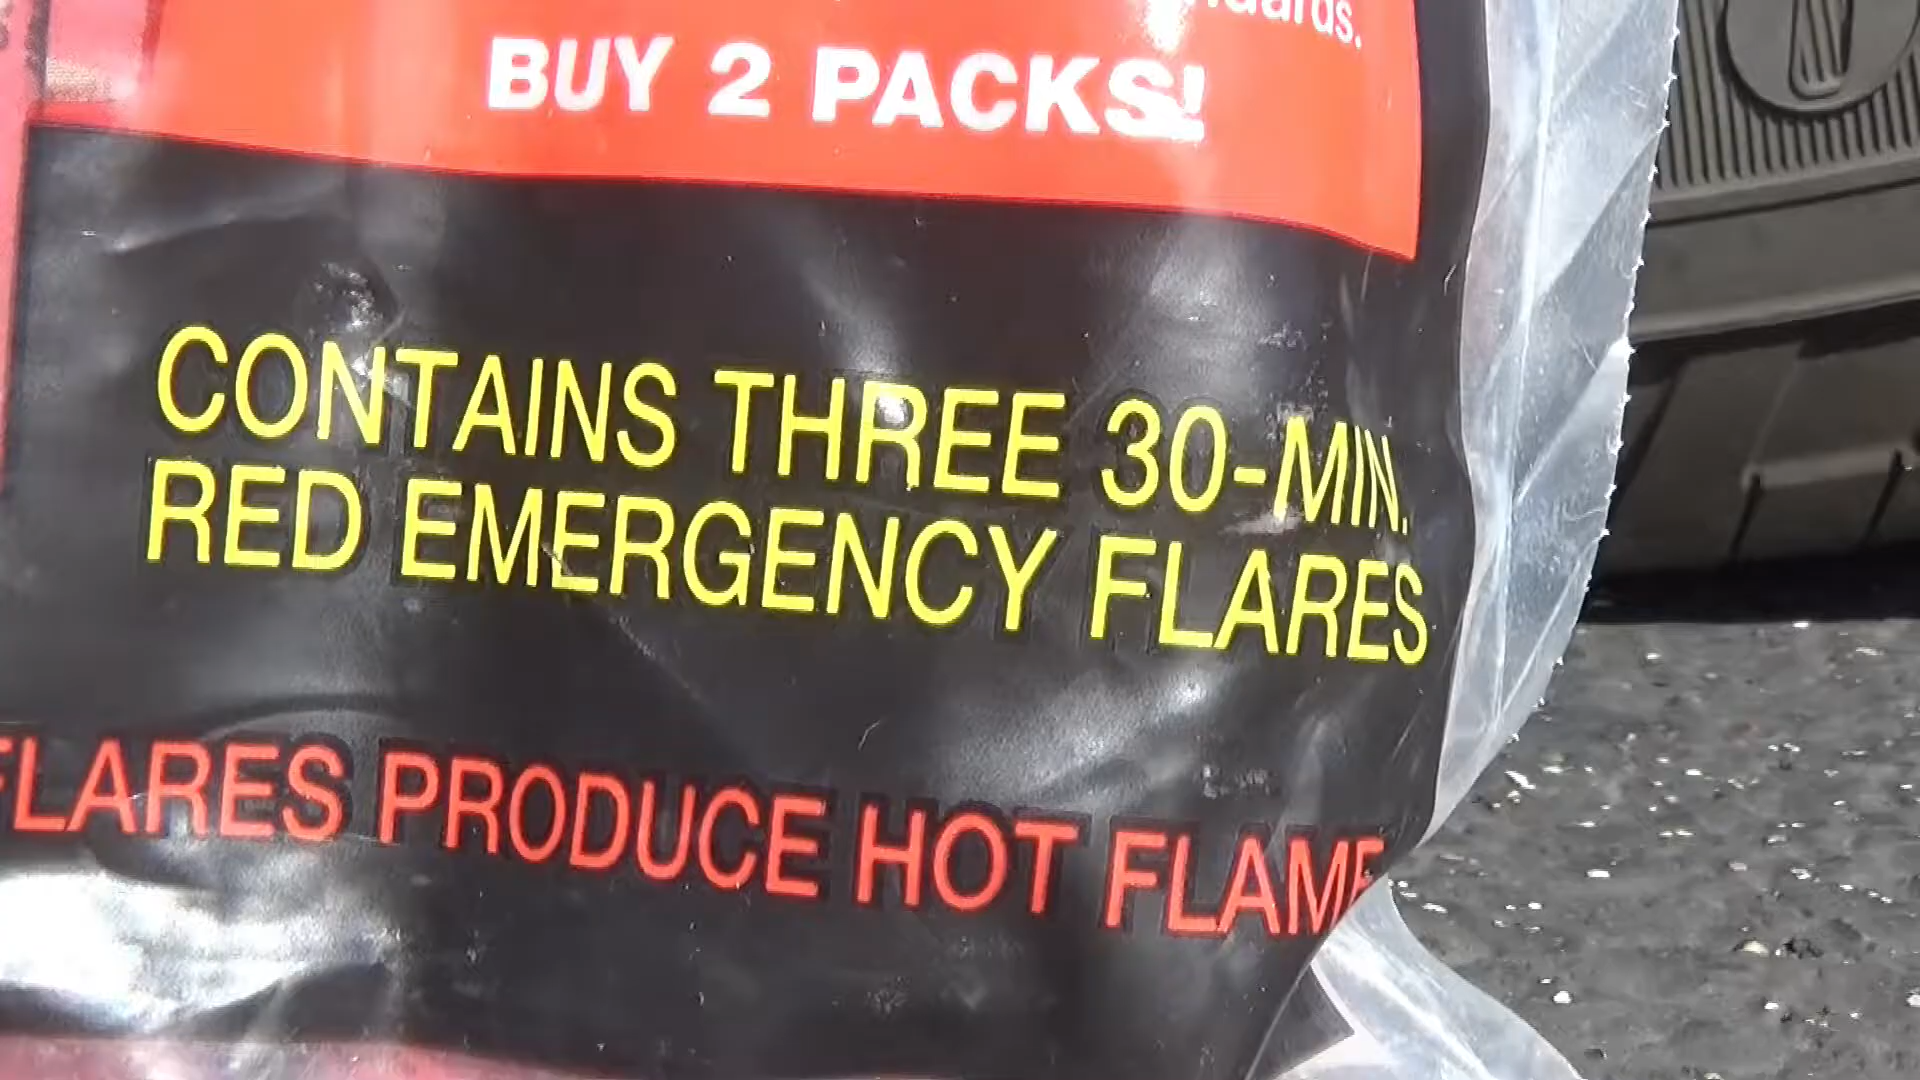 BUY 2 PACKS!
CONTAINS THREE 30-MIN.
RED EMERGENCY FLARES
FLARES PRODUCE HOT FLAME